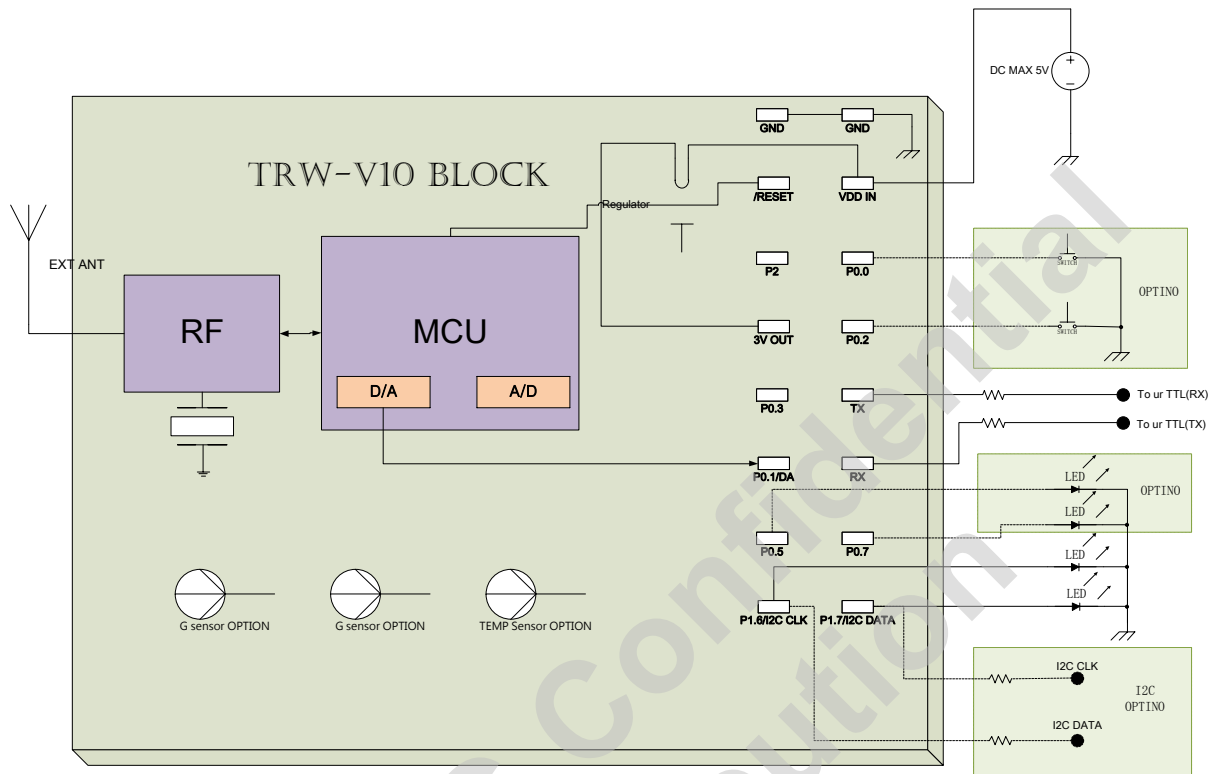 DC MAX 5V
+
−
GND
GND
TRW-V10 BLOCK
/RESET
VDD IN
Regulator
EXT ANT
P2
P0.0
SWITCH
OPTINO
RF
MCU
3V OUT
P0.2
SWITCH
D/A
A/D
P0.3
TX
To ur TTL(RX)
To ur TTL(TX)
P0.1/DA
RX
LED
OPTINO
LED
P0.5
P0.7
LED
LED
P1.6/I2C CLK
P1.7/I2C DATA
G sensor OPTION
G sensor OPTION
TEMP Sensor OPTION
I2C CLK
I2C
OPTINO
I2C DATA
Confidential